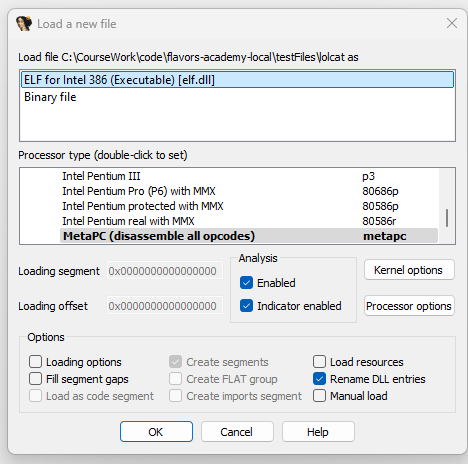 Load a new file
Load file C:\CourseWork\code\flavors-academy-local\testFiles\lolcat as
ELF for Intel 386 (Executable) [elf.dll]
Binary file
Processor type (double-click to set)
Intel Pentium III p3
Intel Pentium Pro (P6) with MMX 80686p
Intel Pentium protected with MMX 80586p
Intel Pentium real with MMX 80586r
MetaPC (disassemble all opcodes) metapc
Loading segment 0x0000000000000000
Loading offset 0x0000000000000000
Analysis
Enabled
Indicator enabled
Kernel options
Processor options
Options
Loading options
Fill segment gaps
Load as code segment
Create segments
Create FLAT group
Create imports segment
Load resources
Rename DLL entries
Manual load
OK
Cancel
Help